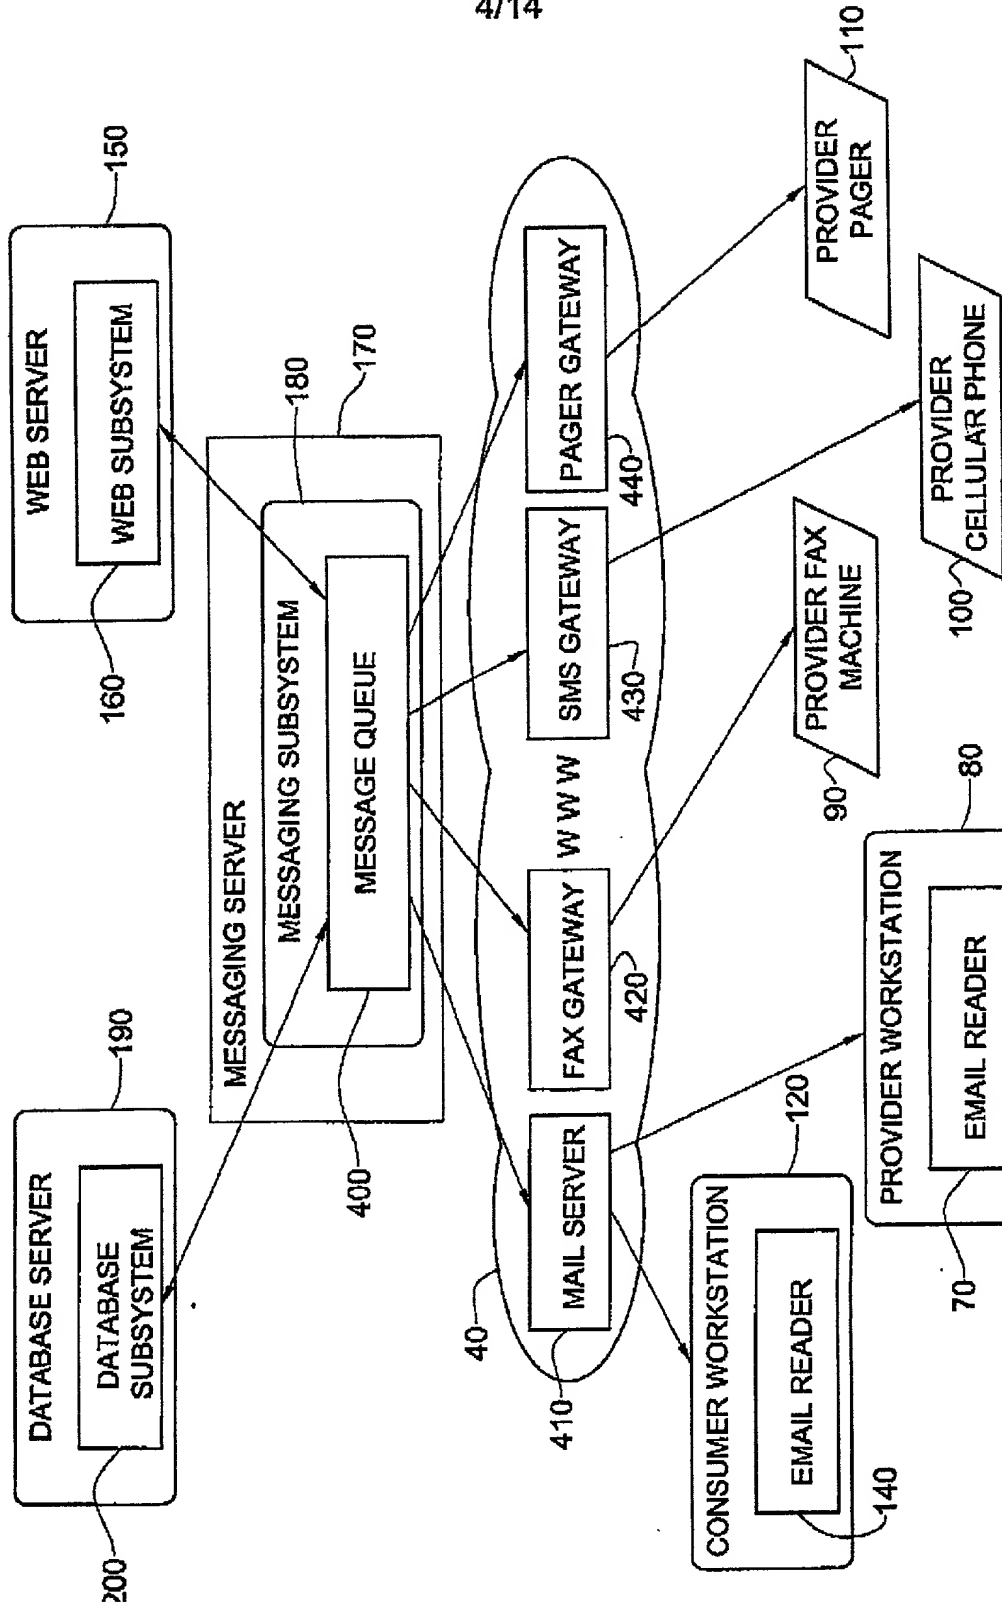 4/14
DATABASE SERVER
190
DATABASE
SUBSYSTEM
200
WEB SERVER
150
WEB SUBSYSTEM
160
MESSAGING SERVER
170
MESSAGING SUBSYSTEM
180
MESSAGE QUEUE
400
40
MAIL SERVER
410
FAX GATEWAY
420
W W W
SMS GATEWAY
430
PAGER GATEWAY
440
CONSUMER WORKSTATION
120
EMAIL READER
140
PROVIDER WORKSTATION
80
EMAIL READER
70
PROVIDER FAX
MACHINE
90
PROVIDER
CELLULAR PHONE
100
PROVIDER
PAGER
110